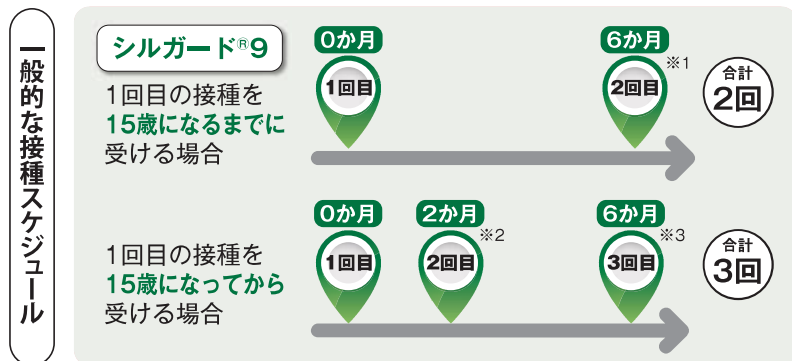 一般的な接種スケジュール
シルガード®9
1回目の接種を
15歳になるまでに
受ける場合
0か月
1回目
6か月
2回目
※1
合計
2回
1回目の接種を
15歳になってから
受ける場合
0か月
1回目
2か月
2回目
※2
6か月
3回目
※3
合計
3回